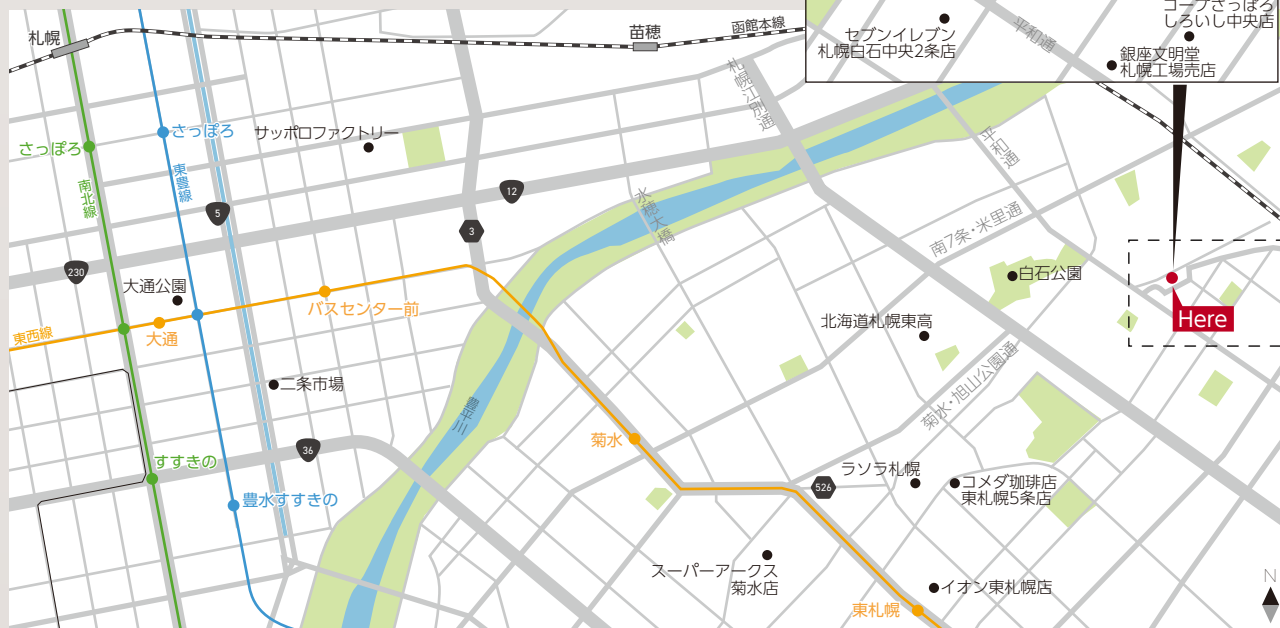 コープさっぽろ
しろいし中央店
セブンイレブン
札幌白石中央2条店
平和通
銀座文明堂
札幌工場売店
札幌
苗穂
函館本線
札幌江別通
さっぽろ
さっぽろ
サッポロファクトリー
平和通
南北線
東豊線
5
12
水穂大橋
3
南7条・米里通
230
大通公園
白石公園
バスセンター前
東西線
大通
Here
北海道札幌東高
二条市場
菊水・旭山公園通
豊平川
菊水
36
すすきの
ラソラ札幌
コメダ珈琲店
東札幌5条店
526
豊水すすきの
スーパーアークス
菊水店
イオン東札幌店
東札幌
N